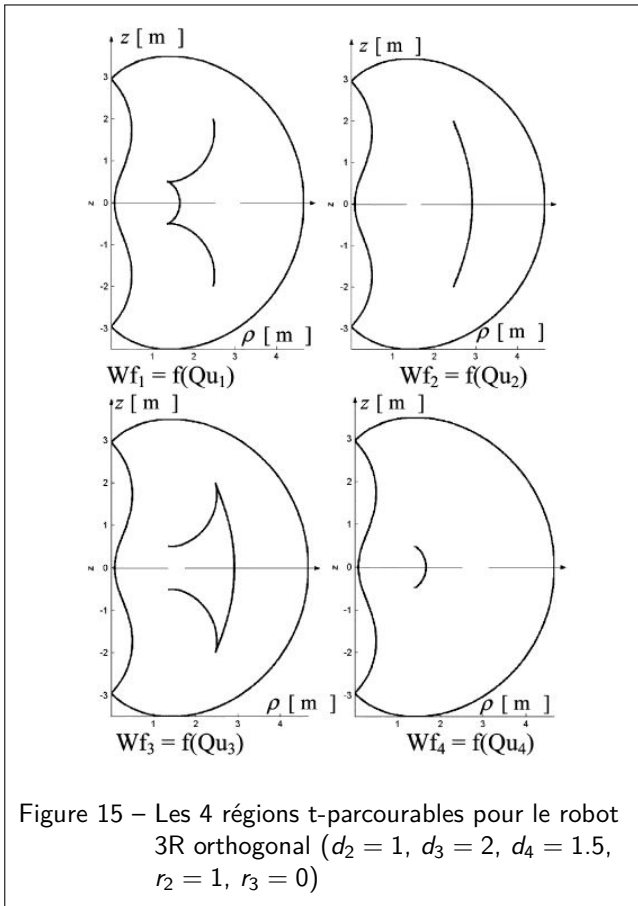 z [ m ]
3
2
1
z 0
-1
-2
-3
1 2 3 4
ρ [ m ]
Wf₁ = f(Qu₁)
z [ m ]
3
2
1
z 0
-1
-2
-3
1 2 3 4
ρ [ m ]
Wf₂ = f(Qu₂)
z [ m ]
3
2
1
z 0
-1
-2
-3
1 2 3 4
ρ [ m ]
Wf₃ = f(Qu₃)
z [ m ]
3
2
1
z 0
-1
-2
-3
1 2 3 4
ρ [ m ]
Wf₄ = f(Qu₄)
Figure 15 – Les 4 régions t-parcourables pour le robot
3R orthogonal (d₂ = 1, d₃ = 2, d₄ = 1.5,
r₂ = 1, r₃ = 0)